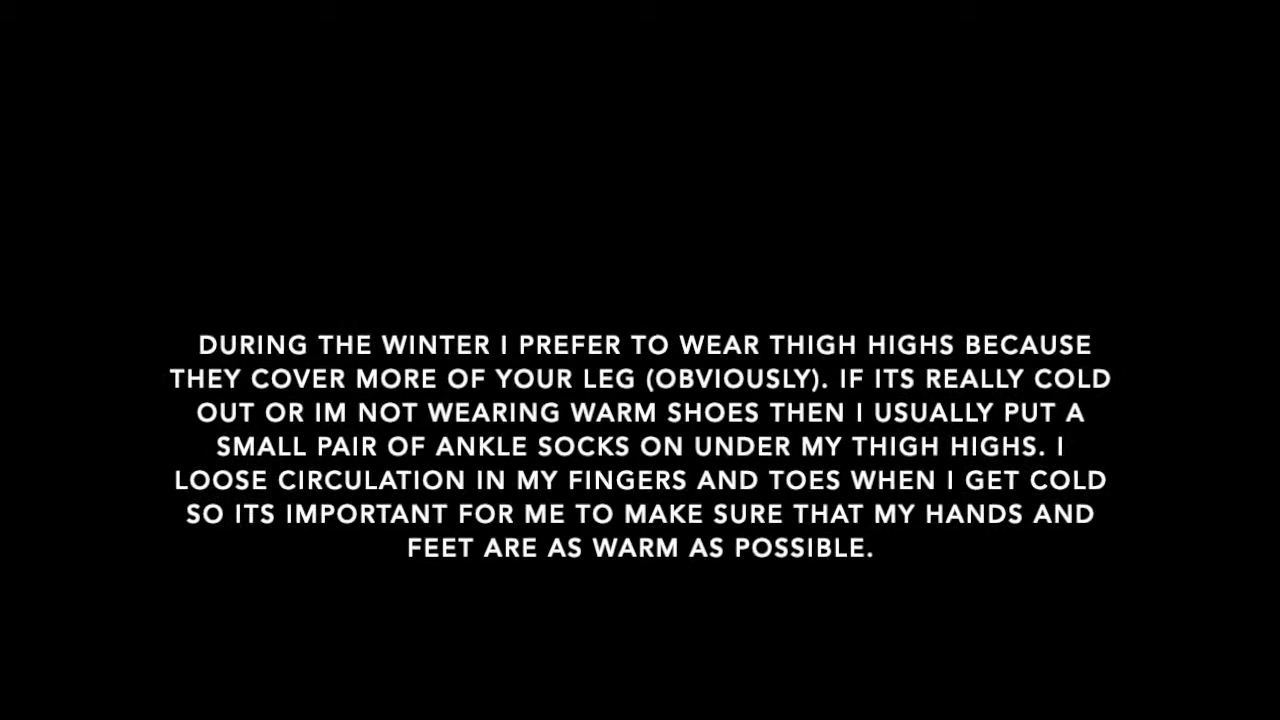 DURING THE WINTER I PREFER TO WEAR THIGH HIGHS BECAUSE
THEY COVER MORE OF YOUR LEG (OBVIOUSLY). IF ITS REALLY COLD
OUT OR IM NOT WEARING WARM SHOES THEN I USUALLY PUT A
SMALL PAIR OF ANKLE SOCKS ON UNDER MY THIGH HIGHS. I
LOOSE CIRCULATION IN MY FINGERS AND TOES WHEN I GET COLD
SO ITS IMPORTANT FOR ME TO MAKE SURE THAT MY HANDS AND
FEET ARE AS WARM AS POSSIBLE.